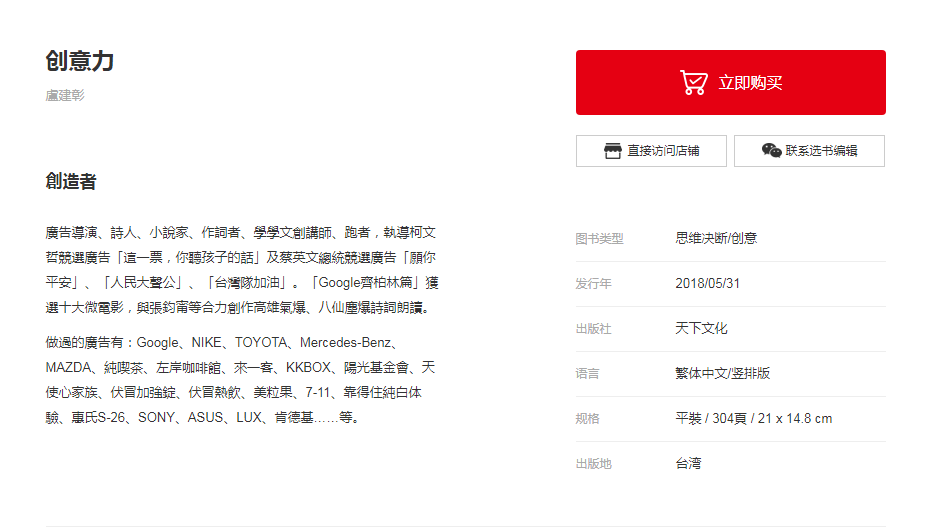 创意力
盧建彰
創造者
廣告導演、詩人、小說家、作詞者、學學文創講師、跑者，執導柯文
哲競選廣告「這一票，你聽孩子的話」及蔡英文總統競選廣告「願你
平安」、「人民大聲公」、「台灣隊加油」。「Google齊柏林篇」獲
選十大微電影，與張鈞甯等合力創作高雄氣爆、八仙塵爆詩詞朗讀。
做過的廣告有：Google、NIKE、TOYOTA、Mercedes-Benz、
MAZDA、純喫茶、左岸咖啡館、來一客、KKBOX、陽光基金會、天
使心家族、伏冒加強錠、伏冒熱飲、美粒果、7-11、靠得住純白体
驗、惠氏S-26、SONY、ASUS、LUX、肯德基……等。
立即购买
直接访问店铺
联系选书编辑
图书类型 思维决断/创意
发行年 2018/05/31
出版社 天下文化
语言 繁体中文/竖排版
规格 平裝 / 304頁 / 21 x 14.8 cm
出版地 台湾